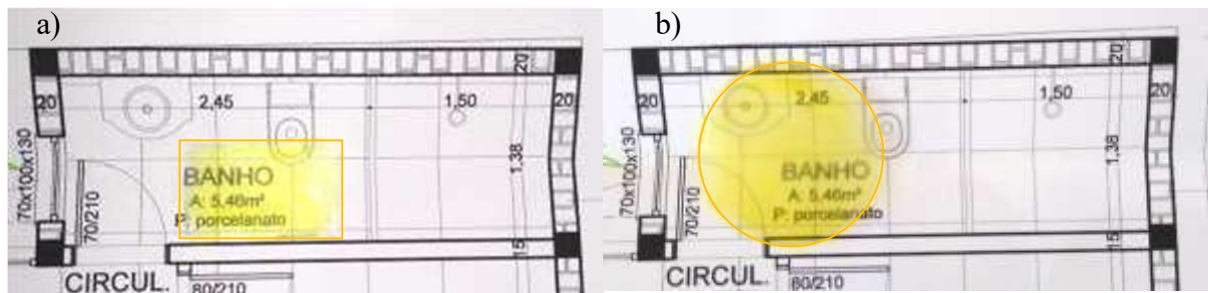 a)
20
20
2,45
1,50
20
70x100x130
1,38
BANHO
A: 5,46m²
P: porcelanato
70/210
15
CIRCUL.
80/210
b)
20
20
2,45
1,50
20
70x100x130
1,38
BANHO
A: 5,46m²
P: porcelanato
70/210
15
CIRCUL.
80/210